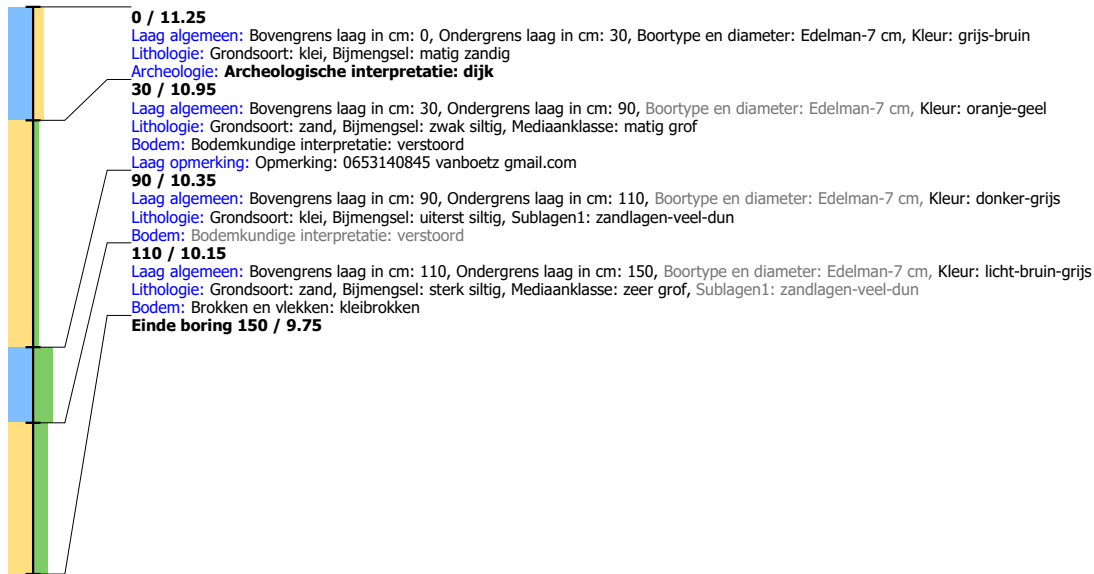 0 / 11.25
Laag algemeen: Bovengrens laag in cm: 0, Ondergrens laag in cm: 30, Boortype en diameter: Edelman-7 cm, Kleur: grijs-bruin
Lithologie: Grondsoort: klei, Bijmengsel: matig zandig
Archeologie: Archeologische interpretatie: dijk
30 / 10.95
Laag algemeen: Bovengrens laag in cm: 30, Ondergrens laag in cm: 90, Boortype en diameter: Edelman-7 cm, Kleur: oranje-geel
Lithologie: Grondsoort: zand, Bijmengsel: zwak siltig, Mediaanklasse: matig grof
Bodem: Bodemkundige interpretatie: verstoord
Laag opmerking: Opmerking: 0653140845 vanboetz gmail.com
90 / 10.35
Laag algemeen: Bovengrens laag in cm: 90, Ondergrens laag in cm: 110, Boortype en diameter: Edelman-7 cm, Kleur: donker-grijs
Lithologie: Grondsoort: klei, Bijmengsel: uiterst siltig, Sublagen1: zandlagen-veel-dun
Bodem: Bodemkundige interpretatie: verstoord
110 / 10.15
Laag algemeen: Bovengrens laag in cm: 110, Ondergrens laag in cm: 150, Boortype en diameter: Edelman-7 cm, Kleur: licht-bruin-grijs
Lithologie: Grondsoort: zand, Bijmengsel: sterk siltig, Mediaanklasse: zeer grof, Sublagen1: zandlagen-veel-dun
Bodem: Brokken en vlekken: kleibrokken
Einde boring 150 / 9.75